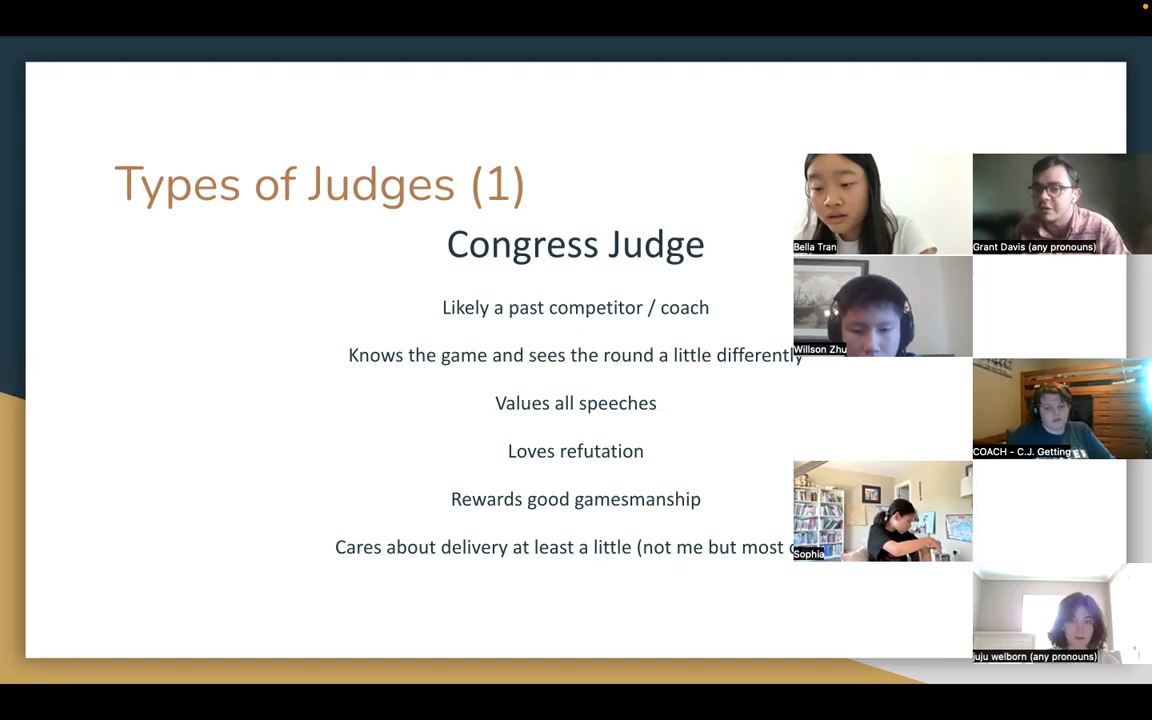 Types of Judges (1)
Congress Judge
Likely a past competitor / coach
Knows the game and sees the round a little differently
Values all speeches
Loves refutation
Rewards good gamesmanship
Cares about delivery at least a little (not me but most
Bella Tran
Grant Davis (any pronouns)
Willson Zhu
COACH - C.J. Getting
Sophia
juju welborn (any pronouns)